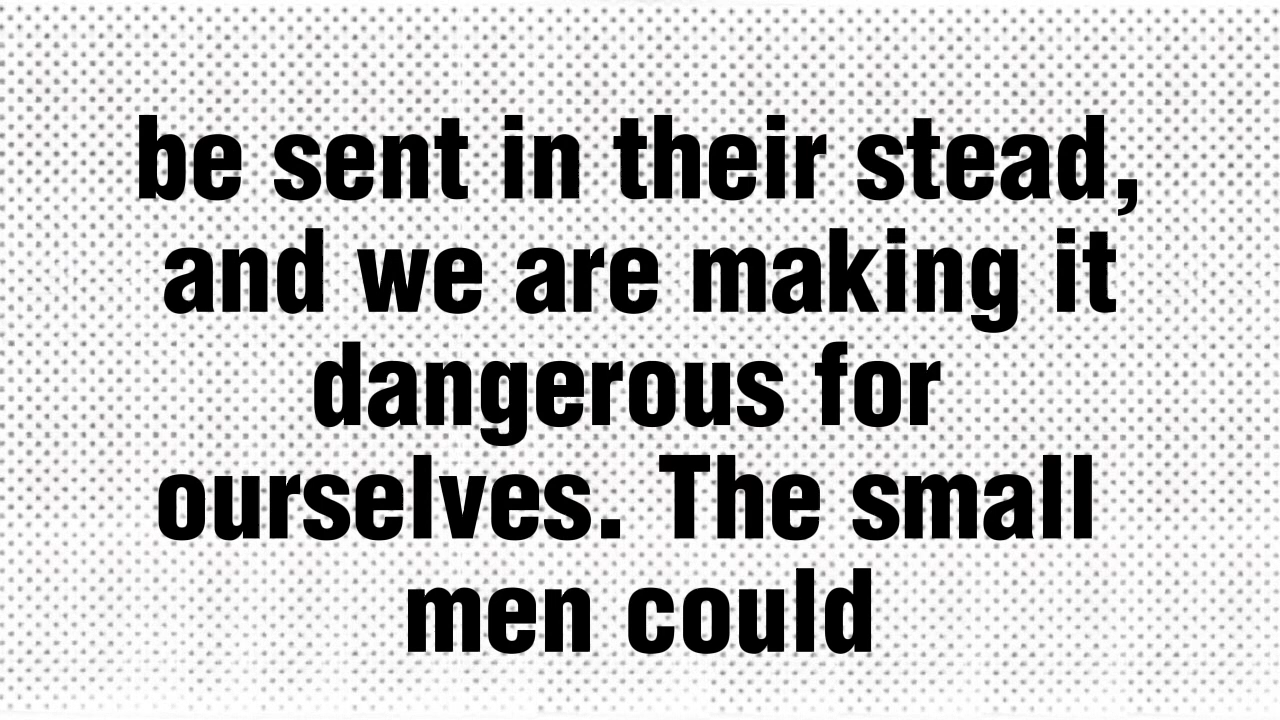 be sent in their stead,
and we are making it
dangerous for
ourselves. The small
men could